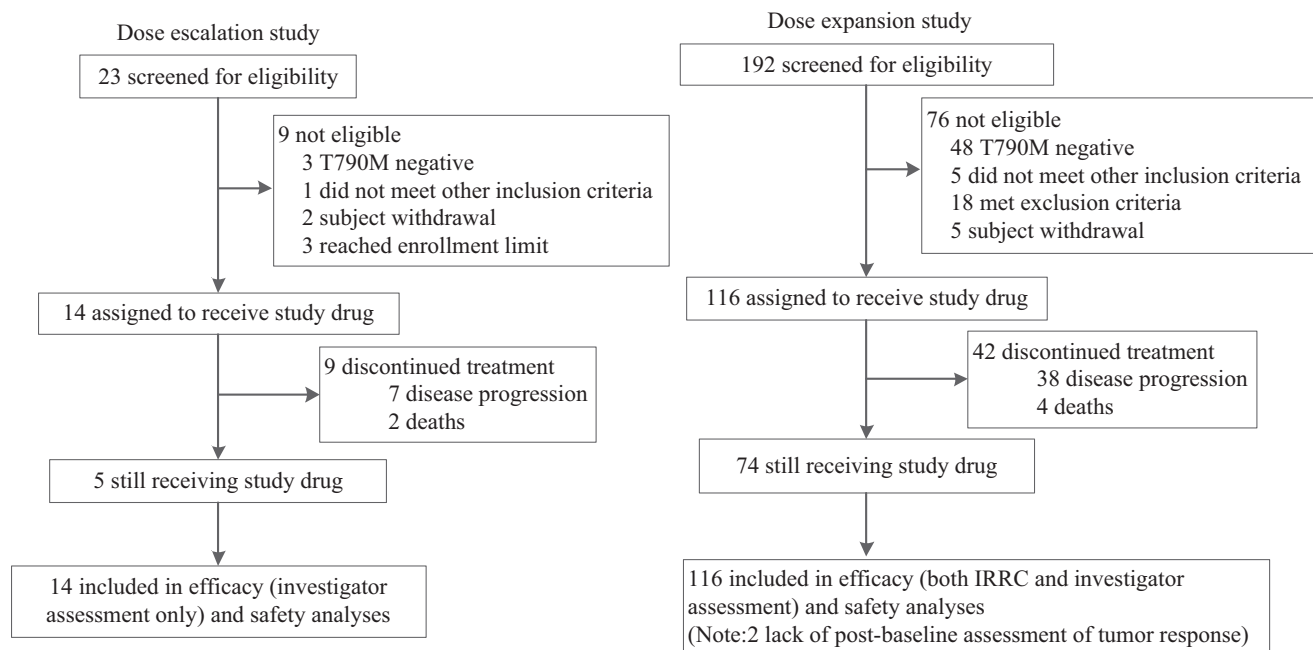 Dose escalation study
23 screened for eligibility
9 not eligible
3 T790M negative
1 did not meet other inclusion criteria
2 subject withdrawal
3 reached enrollment limit
14 assigned to receive study drug
9 discontinued treatment
7 disease progression
2 deaths
5 still receiving study drug
14 included in efficacy (investigator
assessment only) and safety analyses
Dose expansion study
192 screened for eligibility
76 not eligible
48 T790M negative
5 did not meet other inclusion criteria
18 met exclusion criteria
5 subject withdrawal
116 assigned to receive study drug
42 discontinued treatment
38 disease progression
4 deaths
74 still receiving study drug
116 included in efficacy (both IRRC and investigator
assessment) and safety analyses
(Note:2 lack of post-baseline assessment of tumor response)